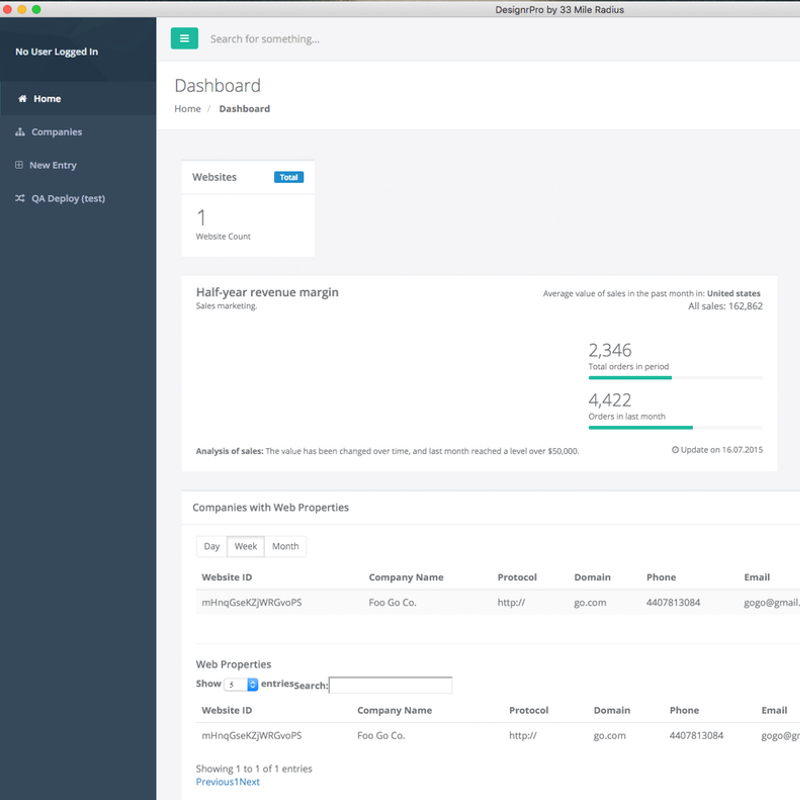 DesignrPro by 33 Mile Radius
No User Logged In
Home
Companies
New Entry
QA Deploy (test)
Search for something...
Dashboard
Home / Dashboard
Websites Total
1
Website Count
Half-year revenue margin
Sales marketing.
Average value of sales in the past month in: United states
All sales: 162,862
2,346
Total orders in period
4,422
Orders in last month
Analysis of sales: The value has been changed over time, and last month reached a level over $50,000.
Update on 16.07.2015
Companies with Web Properties
Day Week Month
Website ID Company Name Protocol Domain Phone Email
mHnqGseKZjWRGvoPS Foo Go Co. http:// go.com 4407813084 gogo@gmail.
Web Properties
Show 5 entriesSearch:
Website ID Company Name Protocol Domain Phone Email
mHnqGseKZjWRGvoPS Foo Go Co. http:// go.com 4407813084 gogo@gr
Showing 1 to 1 of 1 entries
Previous1Next